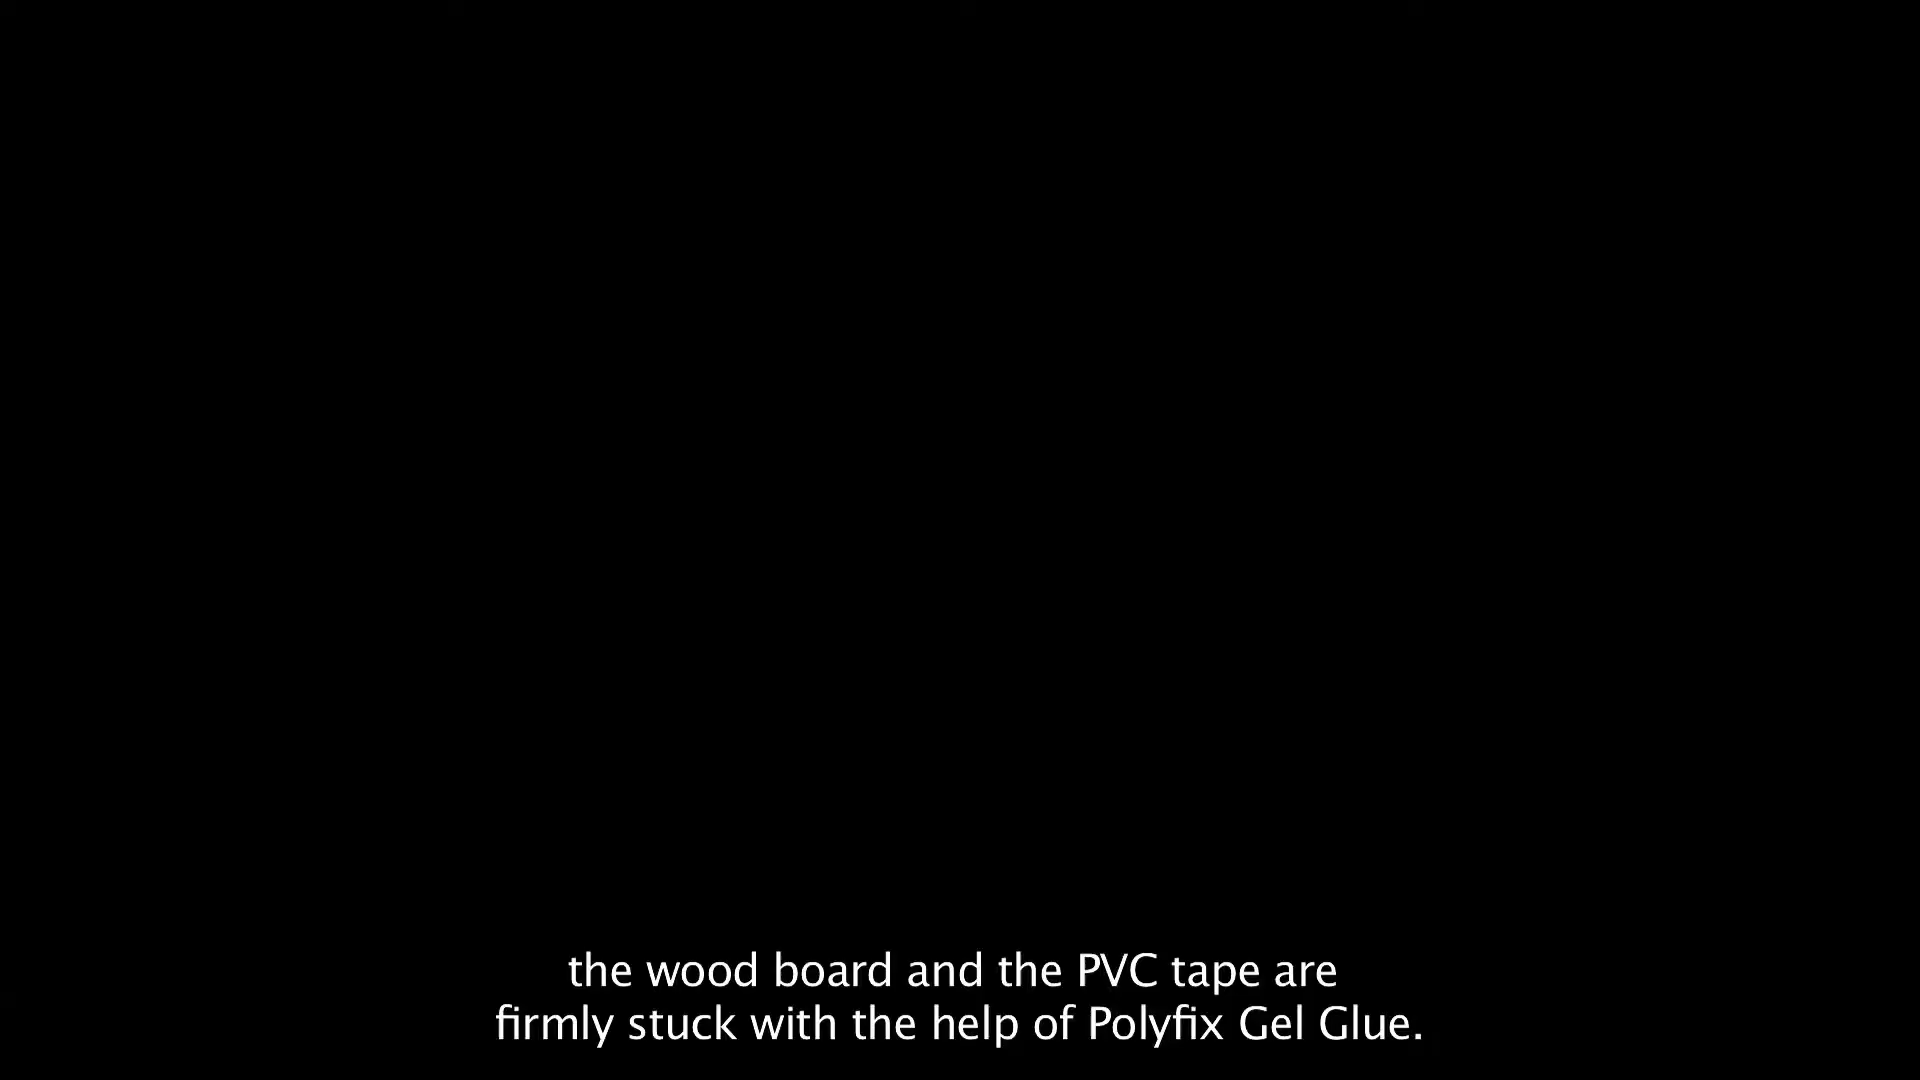 the wood board and the PVC tape are
firmly stuck with the help of Polyfix Gel Glue.